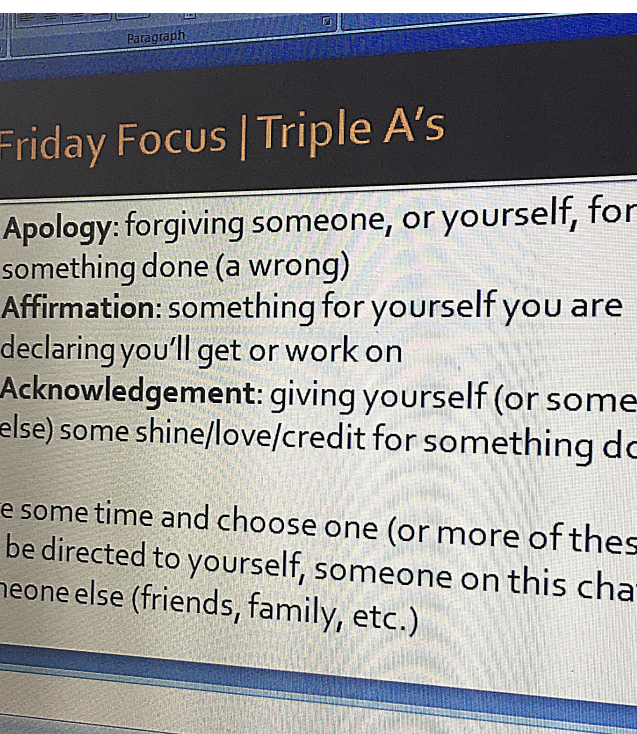 Paragraph
Friday Focus | Triple A's
Apology: forgiving someone, or yourself, for
something done (a wrong)
Affirmation: something for yourself you are
declaring you'll get or work on
Acknowledgement: giving yourself (or some
else) some shine/love/credit for something
some time and choose one (or more of
be directed to yourself, someone on this
else (friends, family, etc.)